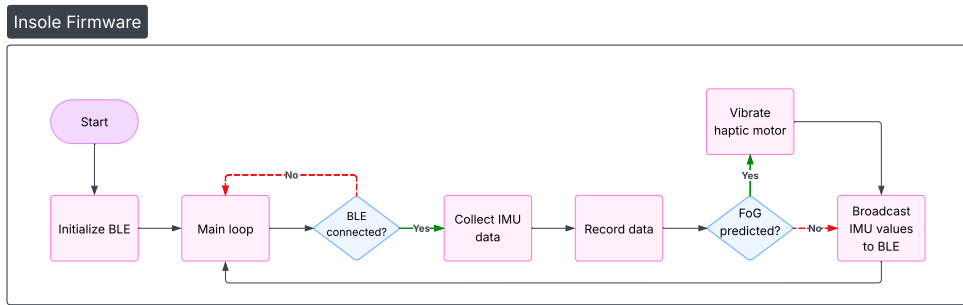 Insole Firmware
Start
Initialize BLE
Main loop
No
BLE
connected?
Yes
Collect IMU
data
Record data
FoG
predicted?
Yes
Vibrate
haptic motor
No
Broadcast
IMU values
to BLE